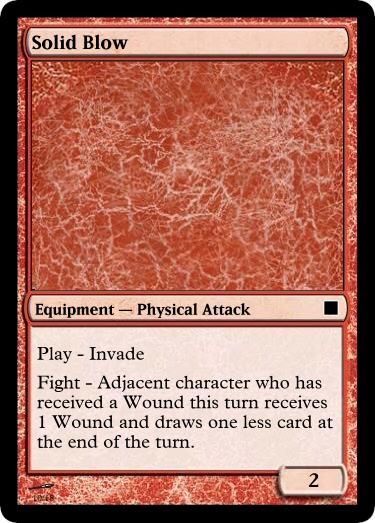 Solid Blow
Equipment — Physical Attack
Play - Invade
Fight - Adjacent character who has
received a Wound this turn receives
1 Wound and draws one less card at
the end of the turn.
2